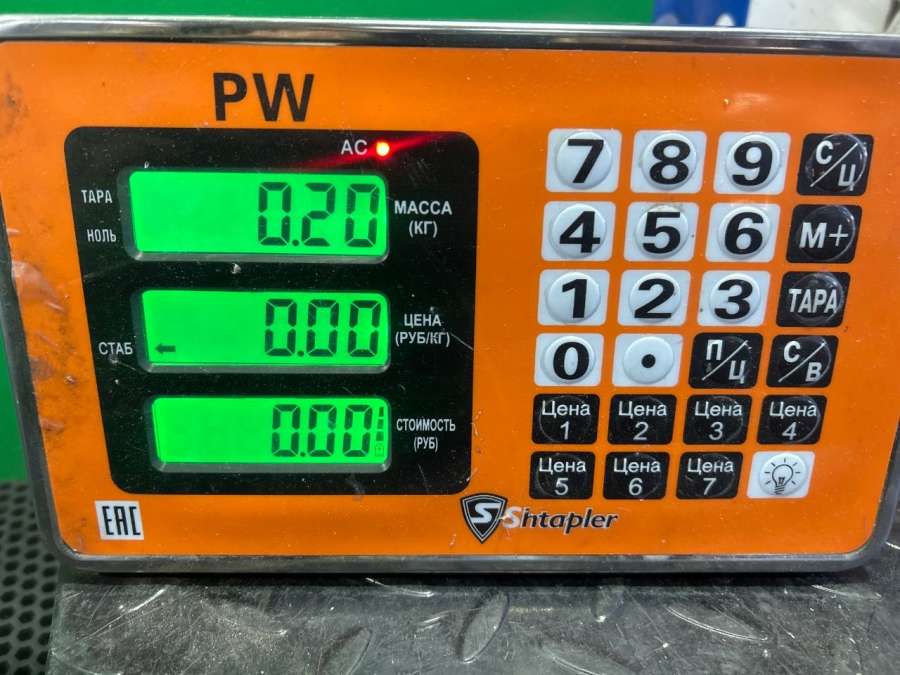 PW
AC
ТАРА
НОЛЬ
0.20
МАССА
(КГ)
СТАБ
0.00
ЦЕНА
(РУБ/КГ)
0.00
СТОИМОСТЬ
(РУБ)
7 8 9 С/Ц
4 5 6 М+
1 2 3 ТАРА
0 . П/Ц С/В
Цена 1 Цена 2 Цена 3 Цена 4
Цена 5 Цена 6 Цена 7
EAC
S Shtapler